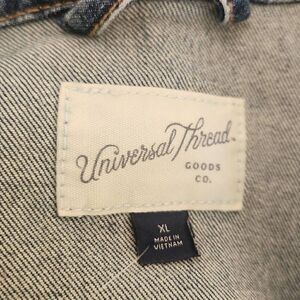 Universal Thread
GOODS
CO.
XL
MADE IN
VIETNAM